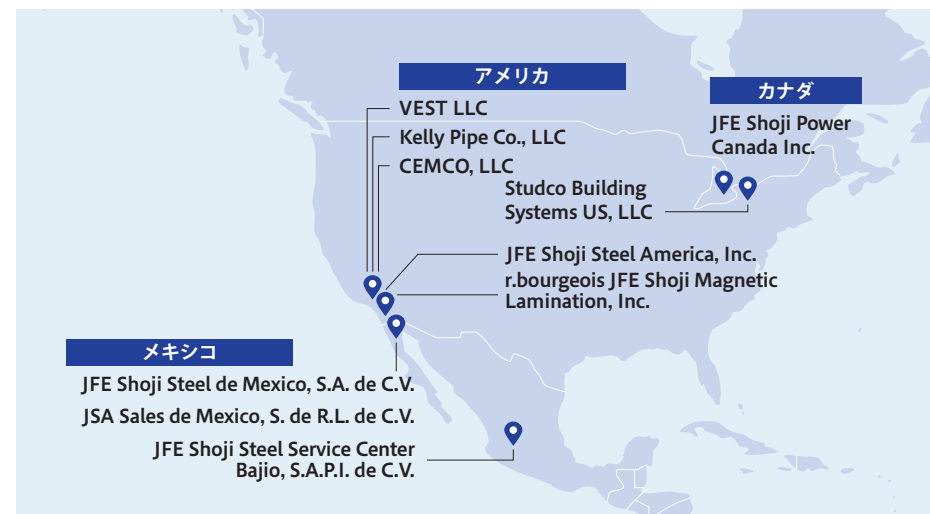 アメリカ
VEST LLC
Kelly Pipe Co., LLC
CEMCO, LLC
Studco Building
Systems US, LLC
JFE Shoji Steel America, Inc.
r.bourgeois JFE Shoji Magnetic
Lamination, Inc.
カナダ
JFE Shoji Power
Canada Inc.
メキシコ
JFE Shoji Steel de Mexico, S.A. de C.V.
JSA Sales de Mexico, S. de R.L. de C.V.
JFE Shoji Steel Service Center
Bajio, S.A.P.I. de C.V.